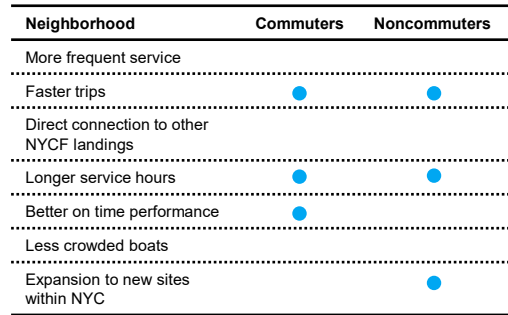 Neighborhood Commuters Noncommuters
More frequent service
Faster trips
Direct connection to other
NYCF landings
Longer service hours
Better on time performance
Less crowded boats
Expansion to new sites
within NYC